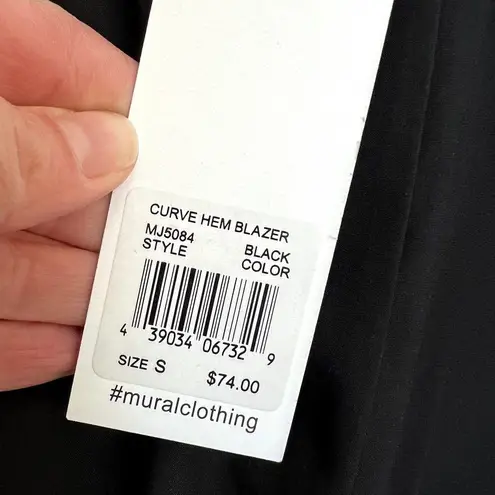 CURVE HEM BLAZER
MJ5084 BLACK
STYLE COLOR
4 39034 06732 9
SIZE S $74.00
#muralclothing